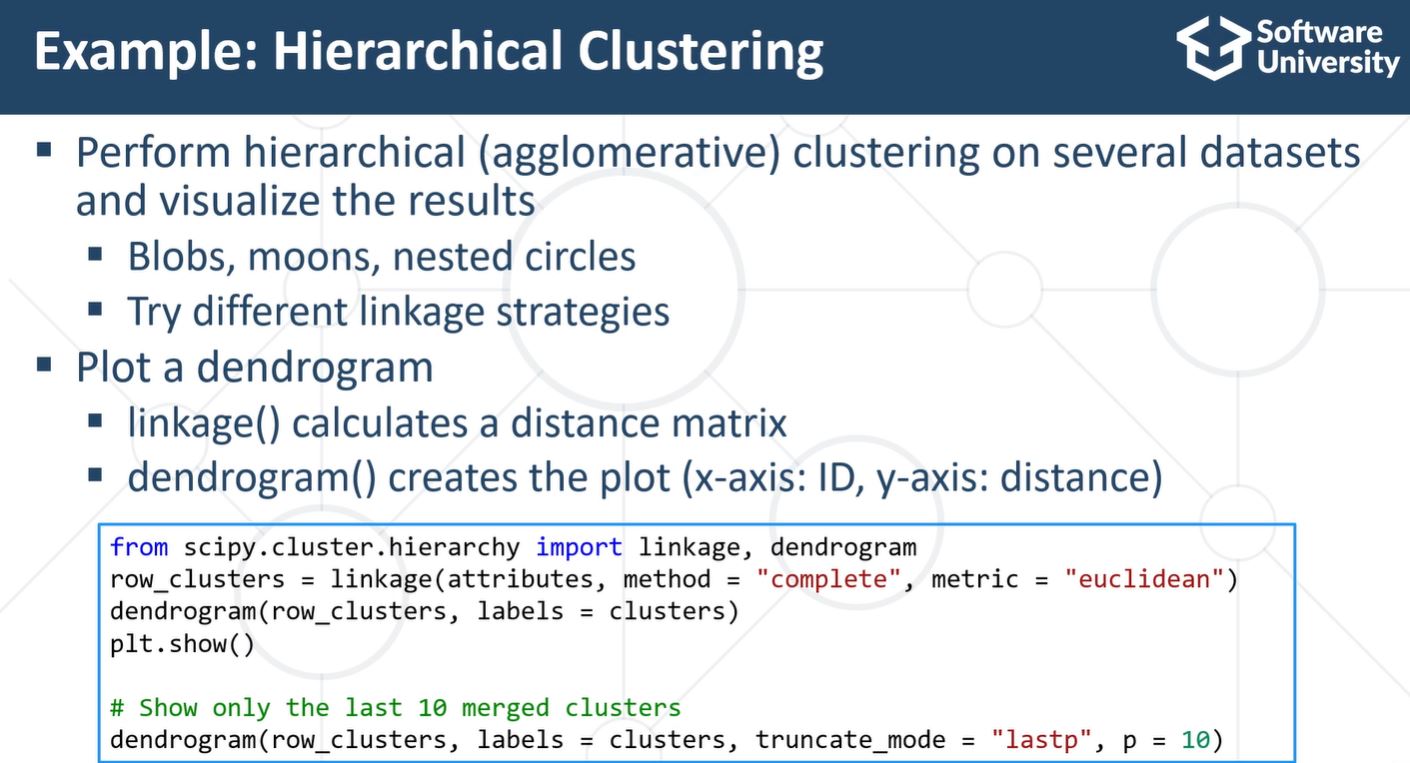 Example: Hierarchical Clustering
Software
University
▪ Perform hierarchical (agglomerative) clustering on several datasets
and visualize the results
▪ Blobs, moons, nested circles
▪ Try different linkage strategies
▪ Plot a dendrogram
▪ linkage() calculates a distance matrix
▪ dendrogram() creates the plot (x-axis: ID, y-axis: distance)
from scipy.cluster.hierarchy import linkage, dendrogram
row_clusters = linkage(attributes, method = "complete", metric = "euclidean")
dendrogram(row_clusters, labels = clusters)
plt.show()
# Show only the last 10 merged clusters
dendrogram(row_clusters, labels = clusters, truncate_mode = "lastp", p = 10)